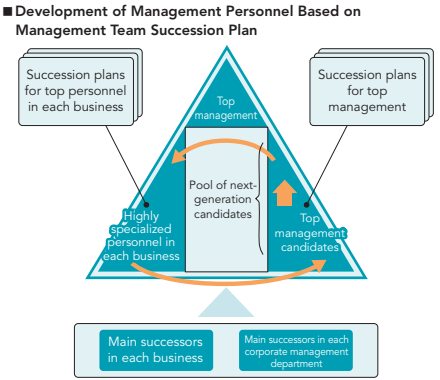 ■ Development of Management Personnel Based on
Management Team Succession Plan
Succession plans
for top personnel
in each business
Succession plans
for top
management
Top
management
Pool of next-
generation
candidates
Highly
specialized
personnel in
each business
Top
management
candidates
Main successors
in each business
Main successors in each
corporate management
department